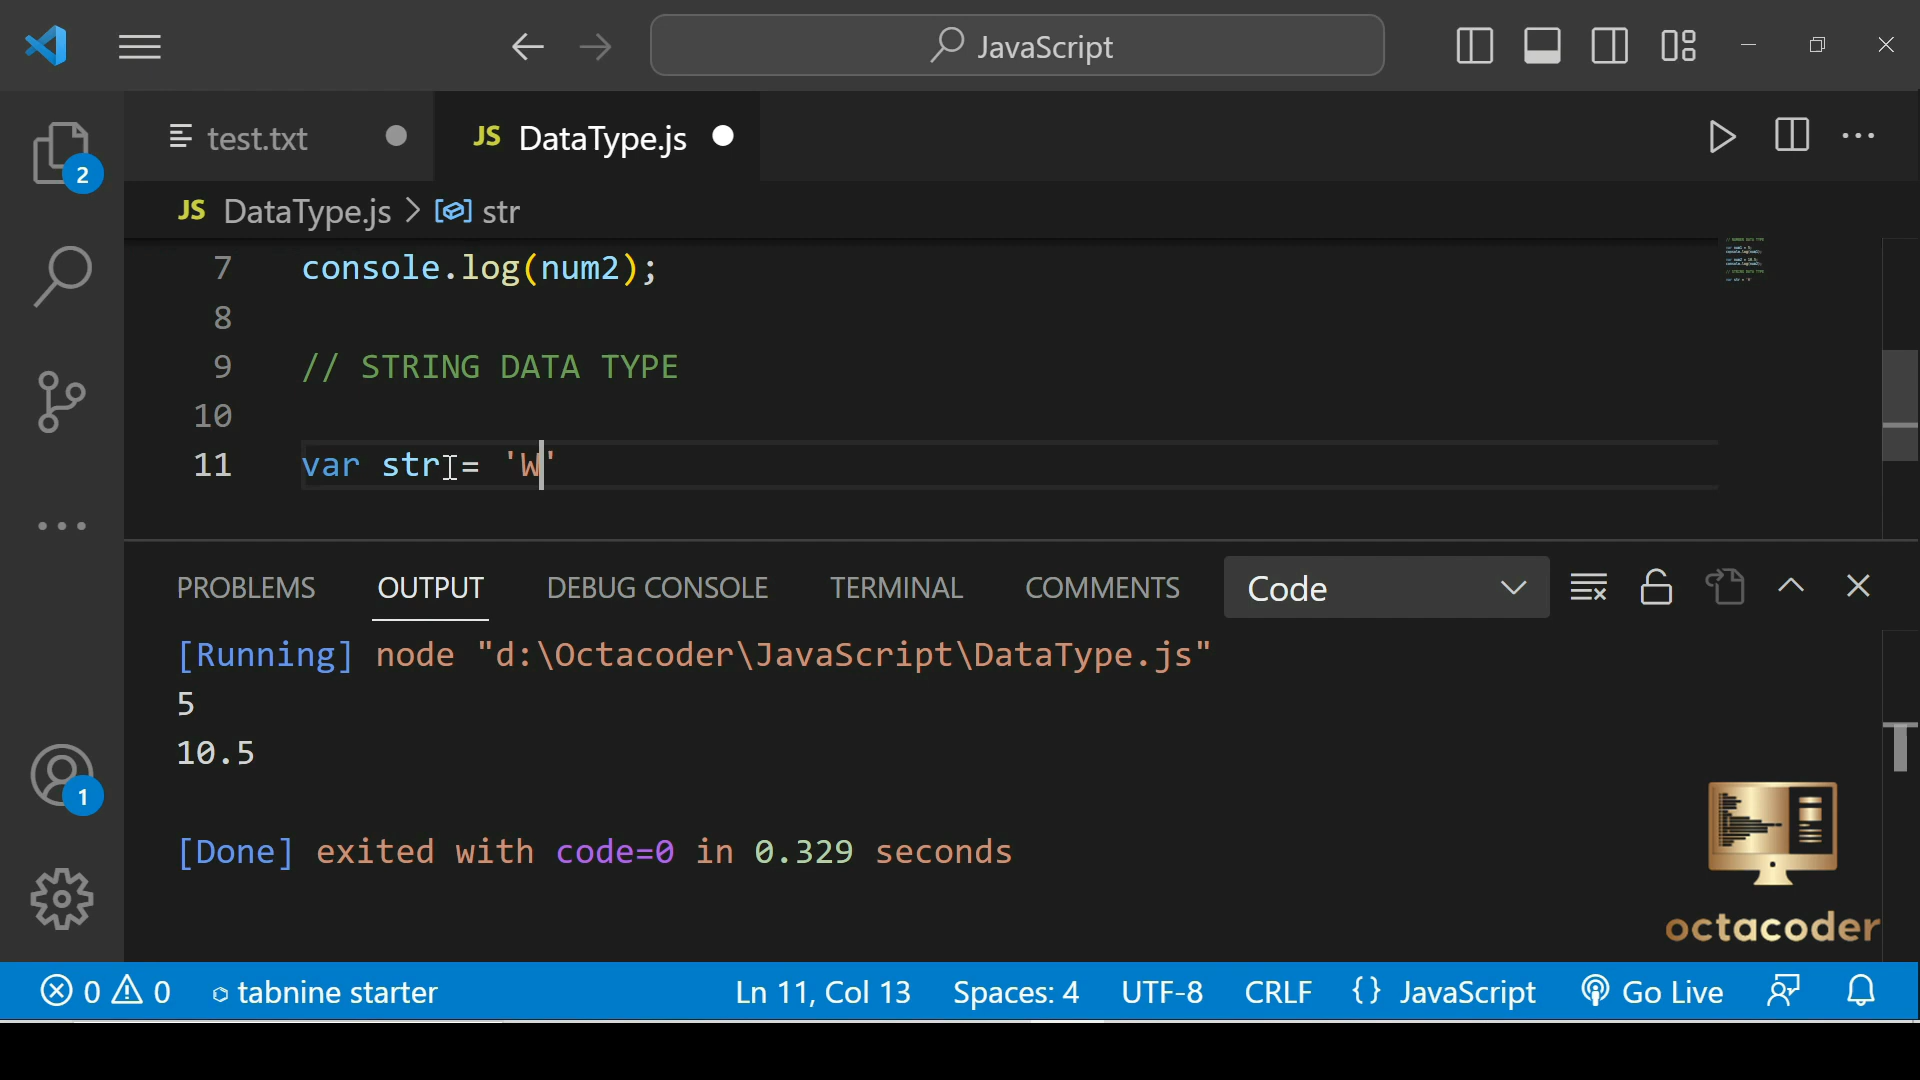 JavaScript
test.txt
JS DataType.js
JS DataType.js > str
2
7 console.log(num2);
8
9 // STRING DATA TYPE
10
11 var str = 'W'
PROBLEMS OUTPUT DEBUG CONSOLE TERMINAL COMMENTS Code
[Running] node "d:\Octacoder\JavaScript\DataType.js"
5
10.5
1
[Done] exited with code=0 in 0.329 seconds
octacoder
0 0 tabnine starter Ln 11, Col 13 Spaces: 4 UTF-8 CRLF {} JavaScript Go Live